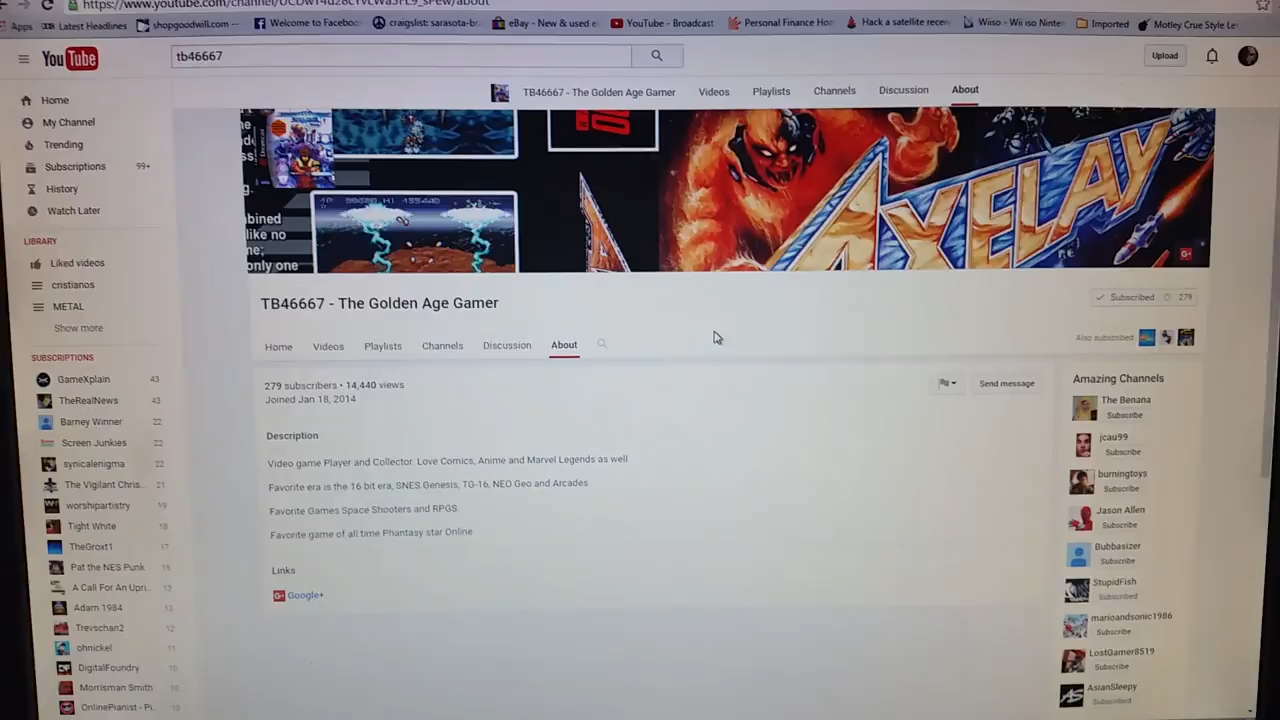 https://www.youtube.com/channel/
Apps Latest Headlines shopgoodwill.com Welcome to Faceboo craigslist: sarasota-bra eBay - New & used e YouTube - Broadcast Personal Finance Hom Hack a satellite recei Wiiso - Wii iso Ninten Imported Motley Crue Style Le
YouTube tb46667 Upload
TB46667 - The Golden Age Gamer Videos Playlists Channels Discussion About
Home
My Channel
Trending
Subscriptions 99+
History
Watch Later
LIBRARY
Liked videos
cristianos
METAL
Show more
SUBSCRIPTIONS
GameXplain 43
TheRealNews 43
Barney Winner 22
Screen Junkies 22
synicalenigma 22
The Vigilant Chris... 21
worshipartistry 19
Tight White 18
TheGroxt1 17
Pat the NES Punk 15
A Call For An Upri... 13
Adam 1984 13
Trevschan2 12
ohnickel 11
DigitalFoundry 10
Morrisman Smith 10
OnlinePianist - Pi...
bined
like no
me;
only one
AXELAY
TB46667 - The Golden Age Gamer
Subscribed 279
Also subscribed
Home Videos Playlists Channels Discussion About
279 subscribers • 14,440 views
Joined Jan 18, 2014
Send message
Description
Video game Player and Collector Love Comics, Anime and Marvel Legends as well
Favorite era is the 16 bit era, SNES Genesis, TG-16, NEO Geo and Arcades
Favorite Games Space Shooters and RPGS
Favorite game of all time Phantasy star Online
Links
Google+
Amazing Channels
The Benana
Subscribe
jcau99
Subscribe
burningtoys
Subscribe
Jason Allen
Subscribe
Bubbasizer
Subscribe
StupidFish
Subscribed
marioandsonic1986
Subscribe
LostGamer8519
Subscribe
AsianSleepy
Subscribed